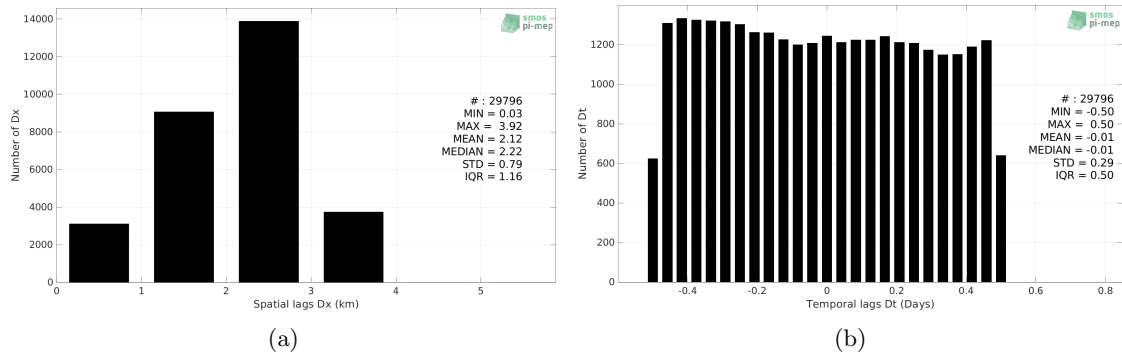 14000
12000
10000
8000
6000
4000
2000
0
Number of Dx
0 1 2 3 4 5
Spatial lags Dx (km)
smos
pi-mep
# : 29796
MIN = 0.03
MAX = 3.92
MEAN = 2.12
MEDIAN = 2.22
STD = 0.79
IQR = 1.16
(a)
1200
1000
800
600
400
200
0
Number of Dt
-0.4 -0.2 0 0.2 0.4 0.6 0.8
Temporal lags Dt (Days)
smos
pi-mep
# : 29796
MIN = -0.50
MAX = 0.50
MEAN = -0.01
MEDIAN = -0.01
STD = 0.29
IQR = 0.50
(b)